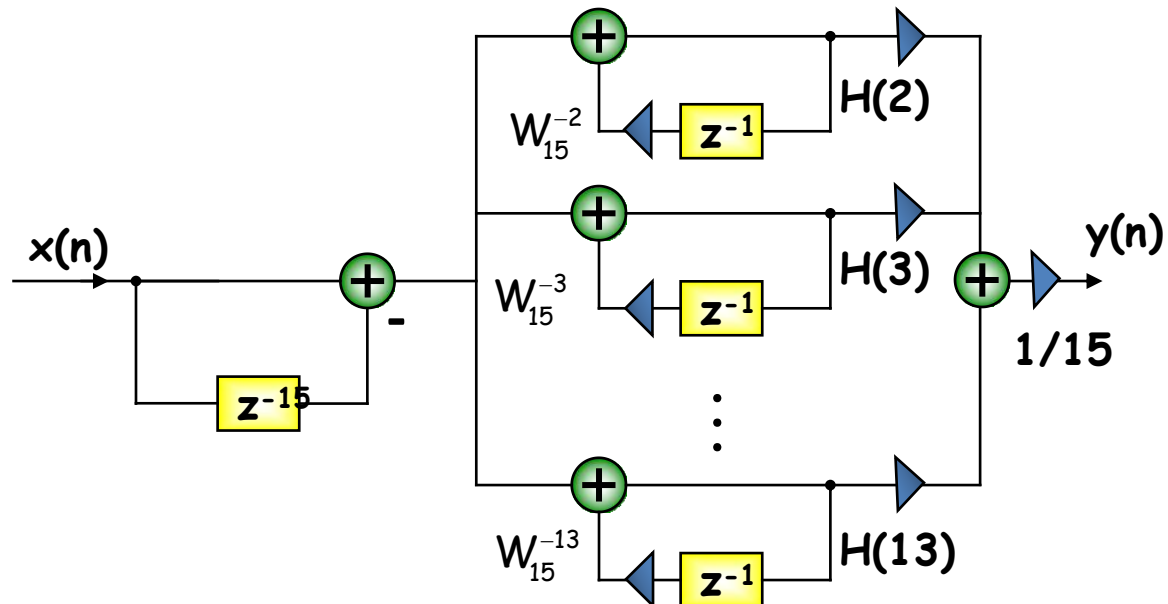 H(2)
W₁₅⁻²
z⁻¹
x(n)
H(3)
y(n)
W₁₅⁻³
z⁻¹
-
1/15
z⁻¹⁵
H(13)
W₁₅⁻¹³
z⁻¹